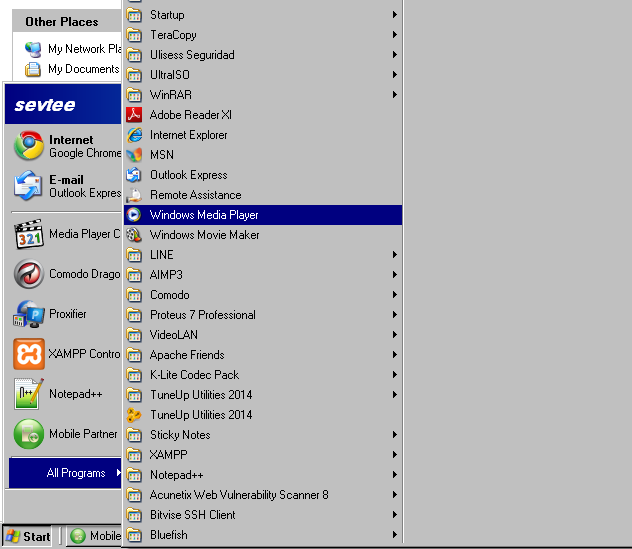 Other Places
My Network Pla
My Documents
sevtee
Internet
Google Chrome
E-mail
Outlook Expres
Media Player C
Comodo Drago
Proxifier
XAMPP Contro
Notepad++
Mobile Partner
All Programs
Start
Mobile
Startup
TeraCopy
Ulisess Seguridad
UltraISO
WinRAR
Adobe Reader XI
Internet Explorer
MSN
Outlook Express
Remote Assistance
Windows Media Player
Windows Movie Maker
LINE
AIMP3
Comodo
Proteus 7 Professional
VideoLAN
Apache Friends
K-Lite Codec Pack
TuneUp Utilities 2014
TuneUp Utilities 2014
Sticky Notes
XAMPP
Notepad++
Acunetix Web Vulnerability Scanner 8
Bitvise SSH Client
Bluefish